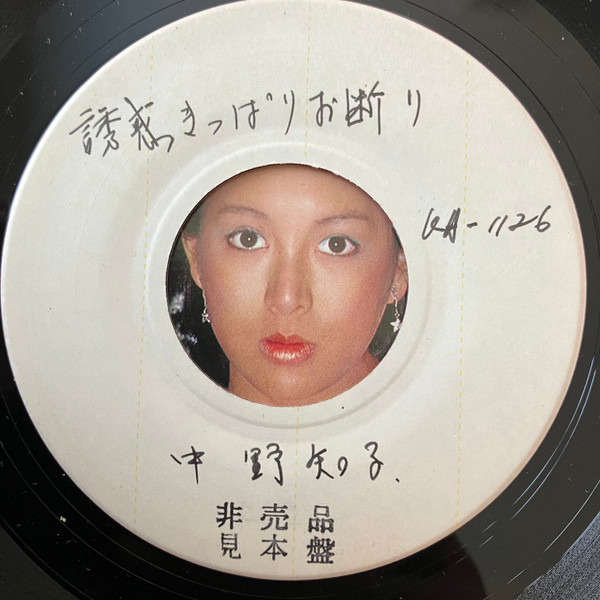 誘惑、きっぱりお断り
GA-1126
中野知子、
非売品
見本盤